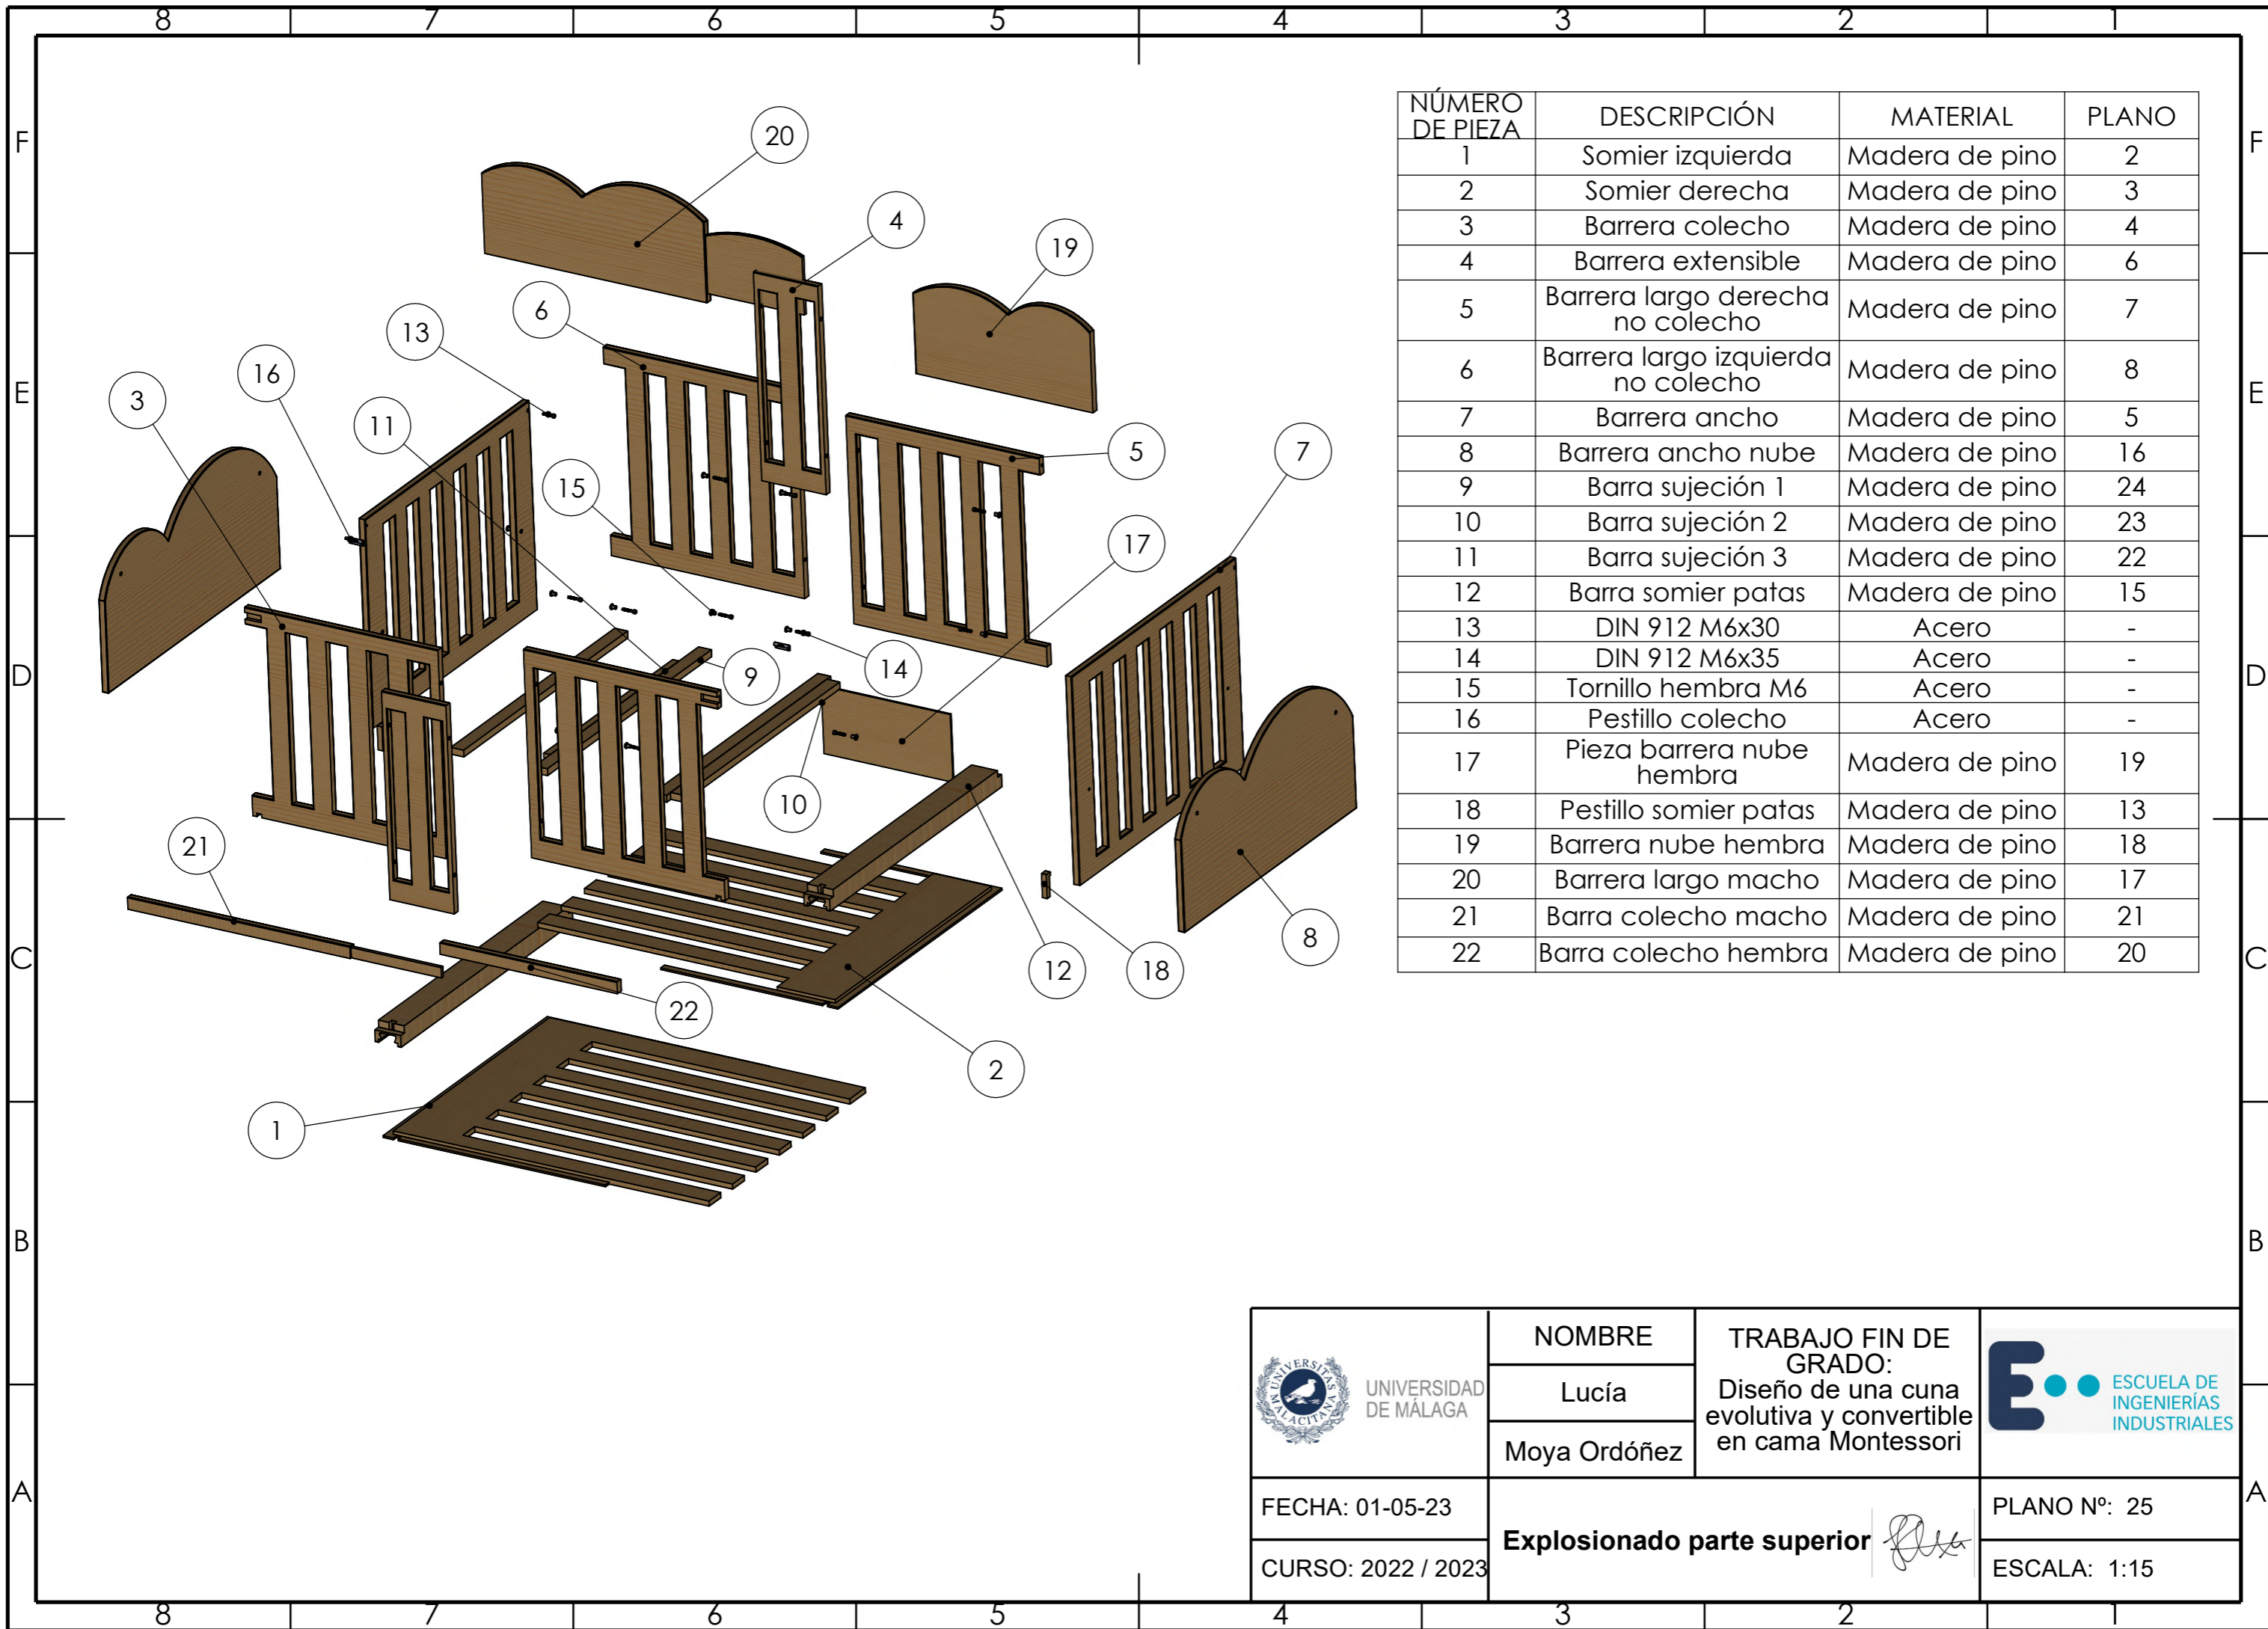 8 7 6 5 4 3 2 1
F
E
D
C
B
A
F
E
D
C
B
A
20
4
19
6
13
16
3
11
5
7
15
17
9
14
10
21
8
12
18
22
2
1
NÚMERO DE PIEZA DESCRIPCIÓN MATERIAL PLANO
1 Somier izquierda Madera de pino 2
2 Somier derecha Madera de pino 3
3 Barrera colecho Madera de pino 4
4 Barrera extensible Madera de pino 6
5 Barrera largo derecha no colecho Madera de pino 7
6 Barrera largo izquierda no colecho Madera de pino 8
7 Barrera ancho Madera de pino 5
8 Barrera ancho nube Madera de pino 16
9 Barra sujeción 1 Madera de pino 24
10 Barra sujeción 2 Madera de pino 23
11 Barra sujeción 3 Madera de pino 22
12 Barra somier patas Madera de pino 15
13 DIN 912 M6x30 Acero -
14 DIN 912 M6x35 Acero -
15 Tornillo hembra M6 Acero -
16 Pestillo colecho Acero -
17 Pieza barrera nube hembra Madera de pino 19
18 Pestillo somier patas Madera de pino 13
19 Barrera nube hembra Madera de pino 18
20 Barrera largo macho Madera de pino 17
21 Barra colecho macho Madera de pino 21
22 Barra colecho hembra Madera de pino 20
UNIVERSITAS MALACITANA
UNIVERSIDAD
DE MÁLAGA
NOMBRE
Lucía
Moya Ordóñez
TRABAJO FIN DE
GRADO:
Diseño de una cuna
evolutiva y convertible
en cama Montessori
E
ESCUELA DE
INGENIERÍAS
INDUSTRIALES
FECHA: 01-05-23
CURSO: 2022 / 2023
Explosionado parte superior
PLANO Nº: 25
ESCALA: 1:15
8 7 6 5 4 3 2 1